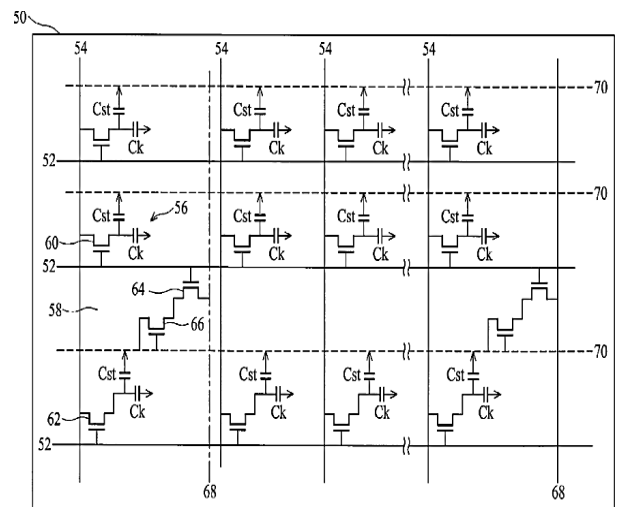 50
54 54 54 54
70
Cst Cst Cst Cst
Ck Ck Ck Ck
52
70
Cst 56 Cst Cst Cst
60 Ck Ck Ck Ck
52
58 64
66
70
Cst Cst Cst Cst
62 Ck Ck Ck Ck
52
68 68